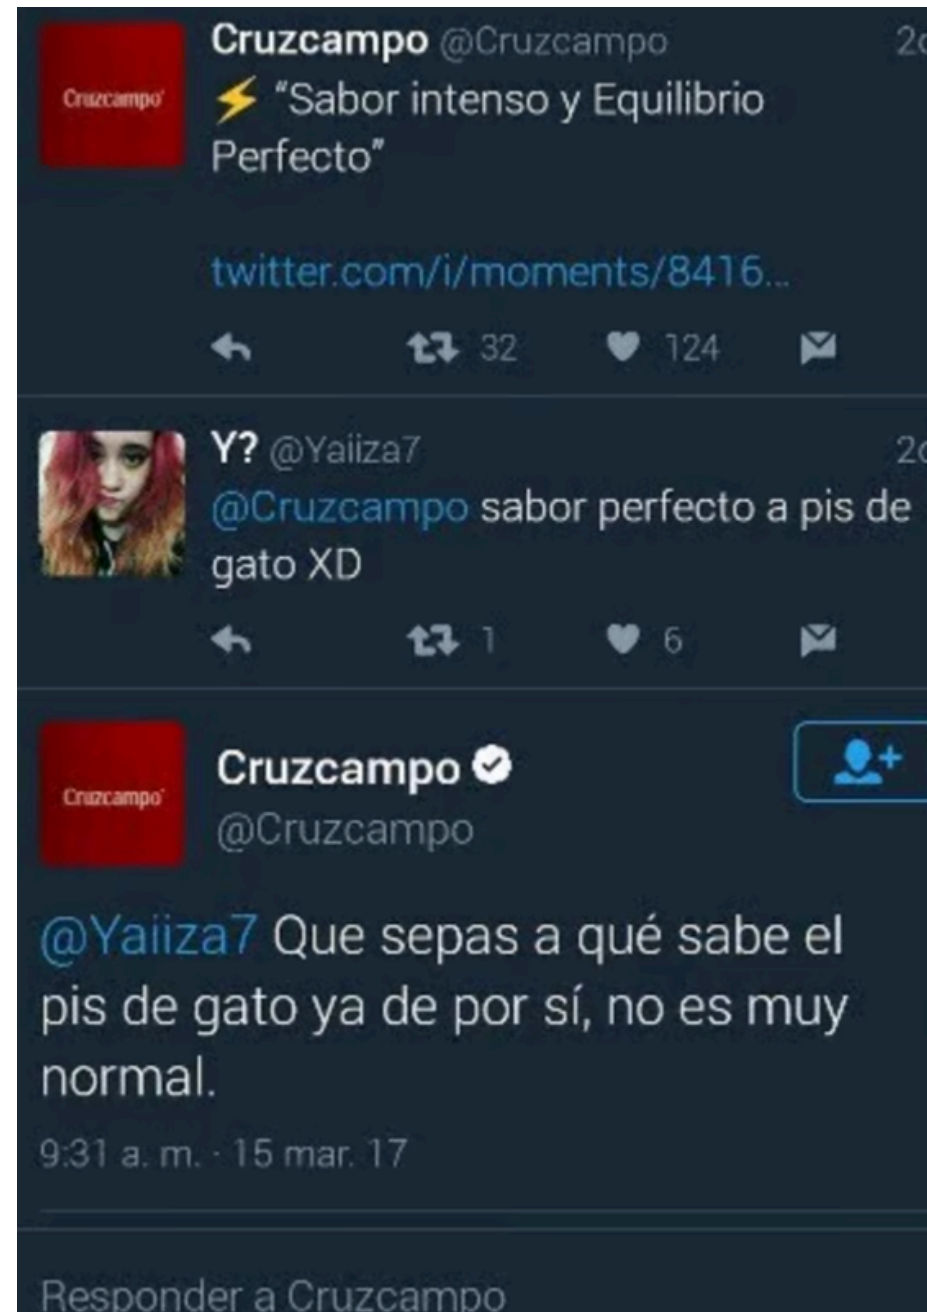 Cruzcampo @Cruzcampo
Cruzcampo
⚡ “Sabor intenso y Equilibrio
Perfecto”
twitter.com/i/moments/8416...
32 124
Y? @Yaiiza7
@Cruzcampo sabor perfecto a pis de
gato XD
1 6
Cruzcampo
Cruzcampo
@Cruzcampo
@Yaiiza7 Que sepas a qué sabe el
pis de gato ya de por sí, no es muy
normal.
9:31 a. m. · 15 mar. 17
Responder a Cruzcampo